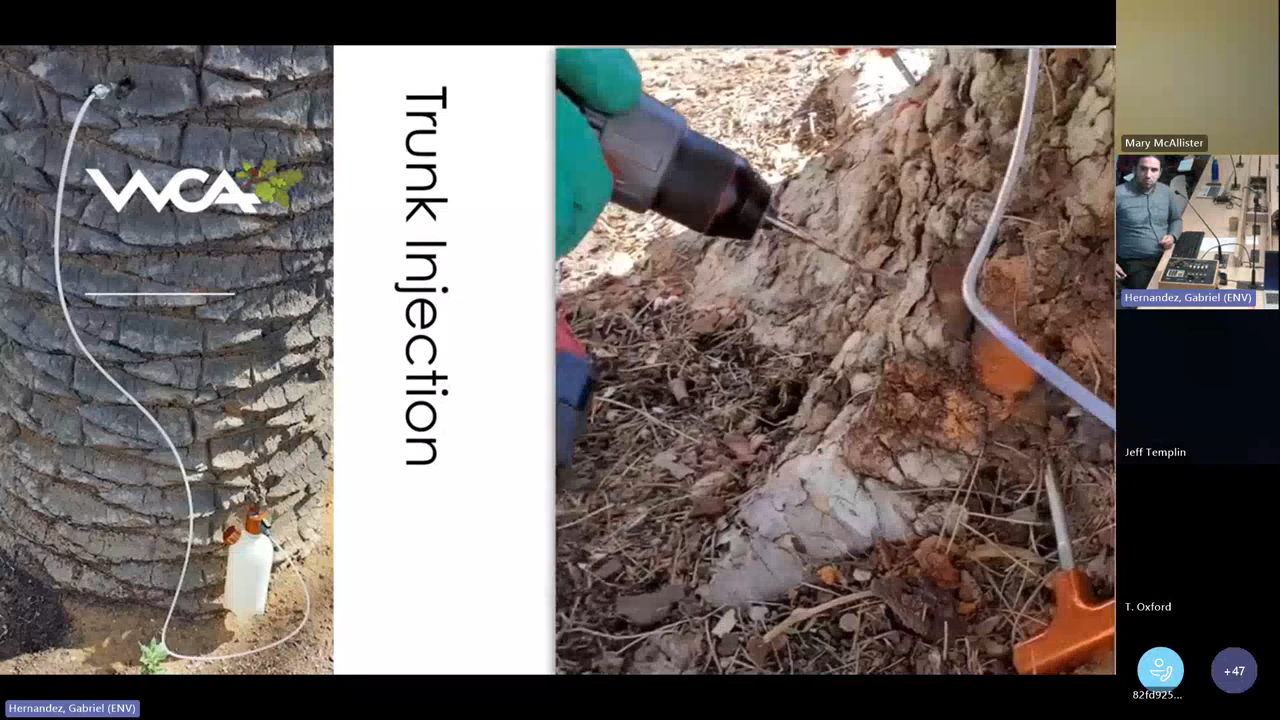 WCA
Trunk Injection
Mary McAllister
Hernandez, Gabriel (ENV)
Jeff Templin
T. Oxford
82fd925...
+47
Hernandez, Gabriel (ENV)